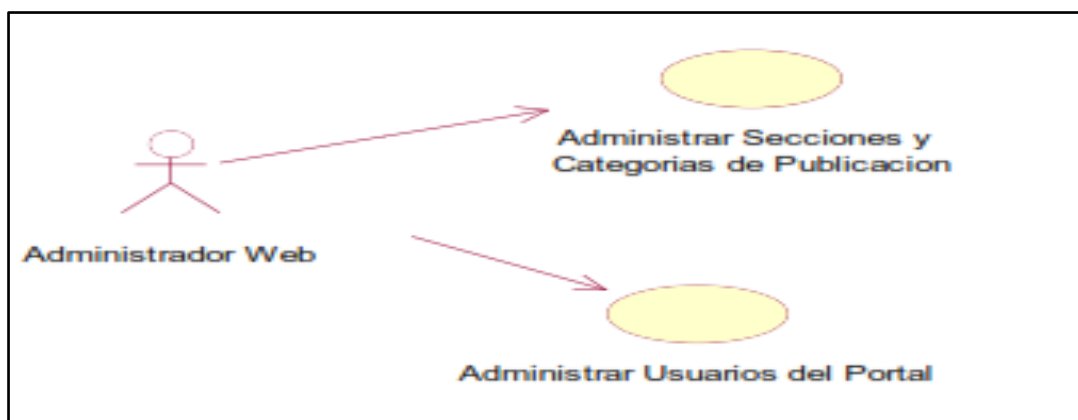 Administrar Secciones y
Categorias de Publicacion
Administrador Web
Administrar Usuarios del Portal